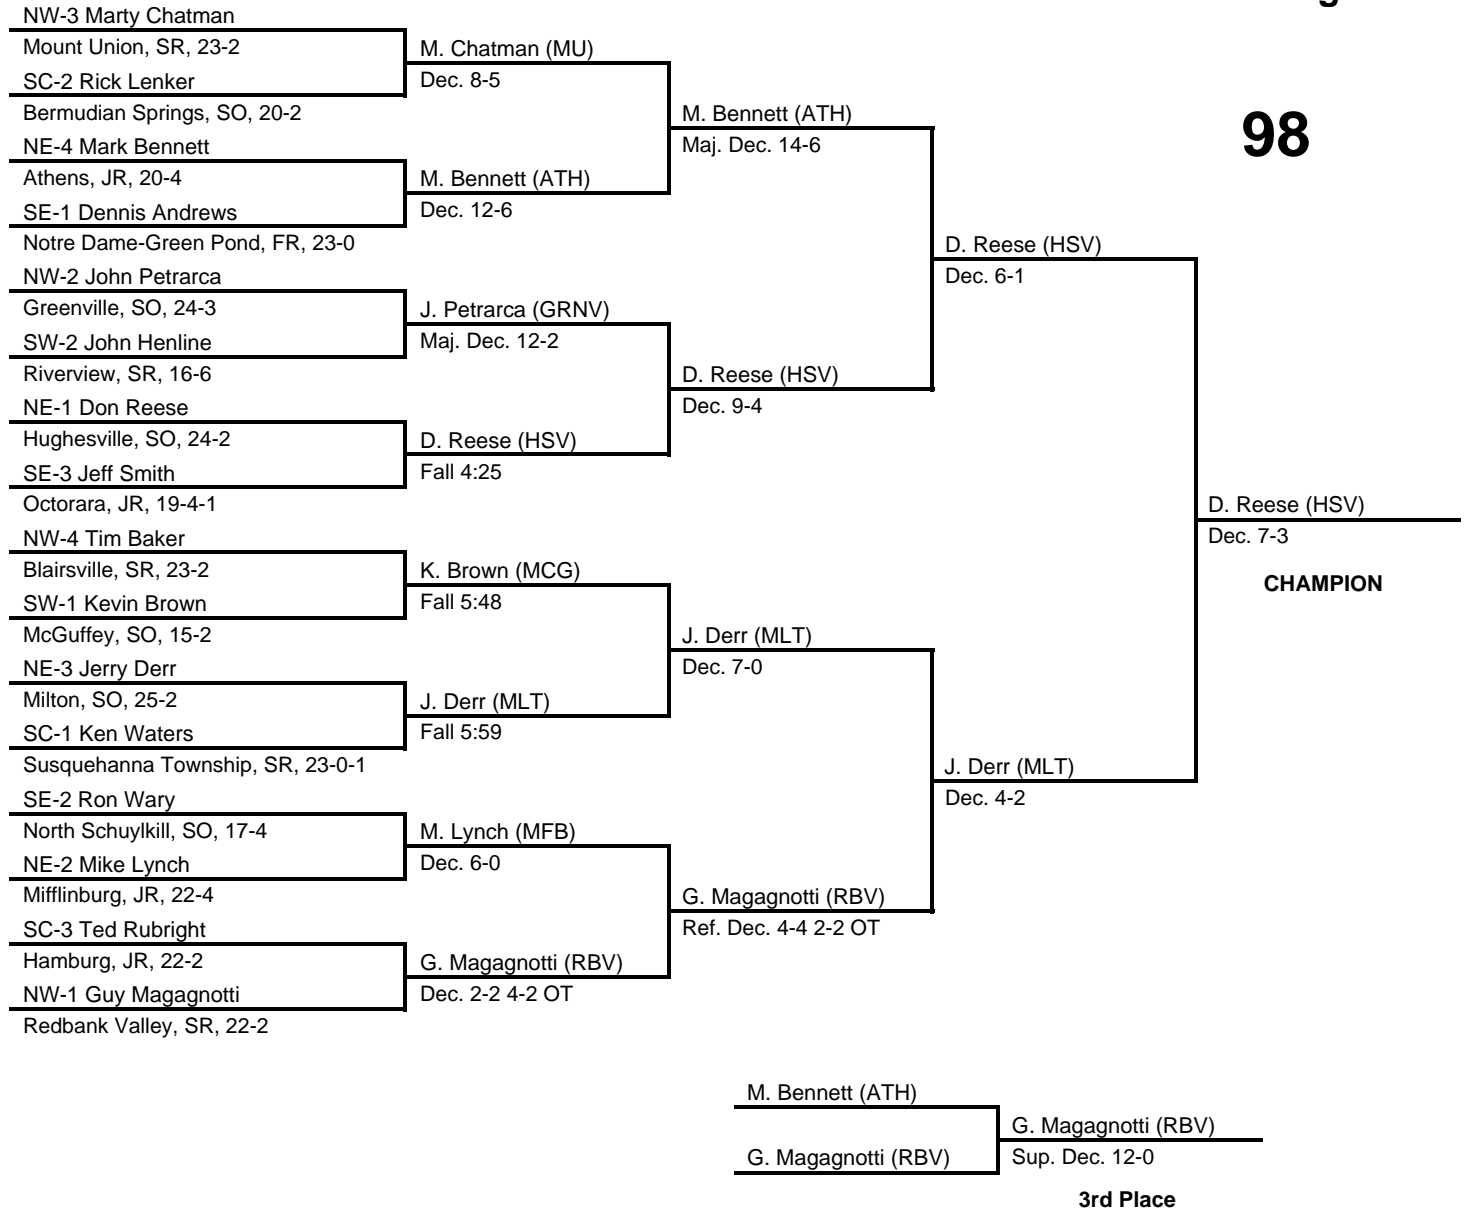 NW-3 Marty Chatman
Mount Union, SR, 23-2
SC-2 Rick Lenker
Bermudian Springs, SO, 20-2
NE-4 Mark Bennett
Athens, JR, 20-4
SE-1 Dennis Andrews
Notre Dame-Green Pond, FR, 23-0
NW-2 John Petrarca
Greenville, SO, 24-3
SW-2 John Henline
Riverview, SR, 16-6
NE-1 Don Reese
Hughesville, SO, 24-2
SE-3 Jeff Smith
Octorara, JR, 19-4-1
NW-4 Tim Baker
Blairsville, SR, 23-2
SW-1 Kevin Brown
McGuffey, SO, 15-2
NE-3 Jerry Derr
Milton, SO, 25-2
SC-1 Ken Waters
Susquehanna Township, SR, 23-0-1
SE-2 Ron Wary
North Schuylkill, SO, 17-4
NE-2 Mike Lynch
Mifflinburg, JR, 22-4
SC-3 Ted Rubright
Hamburg, JR, 22-2
NW-1 Guy Magagnotti
Redbank Valley, SR, 22-2
M. Chatman (MU)
Dec. 8-5
M. Bennett (ATH)
Dec. 12-6
J. Petrarca (GRNV)
Maj. Dec. 12-2
D. Reese (HSV)
Fall 4:25
K. Brown (MCG)
Fall 5:48
J. Derr (MLT)
Fall 5:59
M. Lynch (MFB)
Dec. 6-0
G. Magagnotti (RBV)
Dec. 2-2 4-2 OT
M. Bennett (ATH)
Maj. Dec. 14-6
D. Reese (HSV)
Dec. 9-4
J. Derr (MLT)
Dec. 7-0
G. Magagnotti (RBV)
Ref. Dec. 4-4 2-2 OT
D. Reese (HSV)
Dec. 6-1
J. Derr (MLT)
Dec. 4-2
98
D. Reese (HSV)
Dec. 7-3
CHAMPION
M. Bennett (ATH)
G. Magagnotti (RBV)
G. Magagnotti (RBV)
Sup. Dec. 12-0
3rd Place